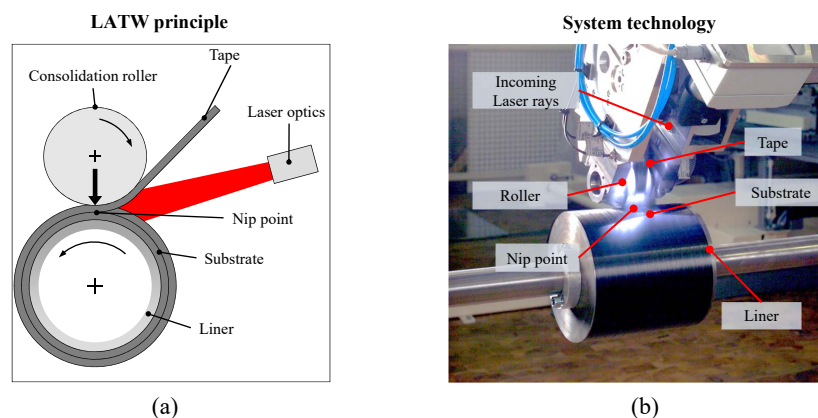 LATW principle
System technology
Tape
Consolidation roller
Laser optics
Nip point
Substrate
Liner
Incoming
Laser rays
Tape
Roller
Substrate
Nip point
Liner
(a)
(b)